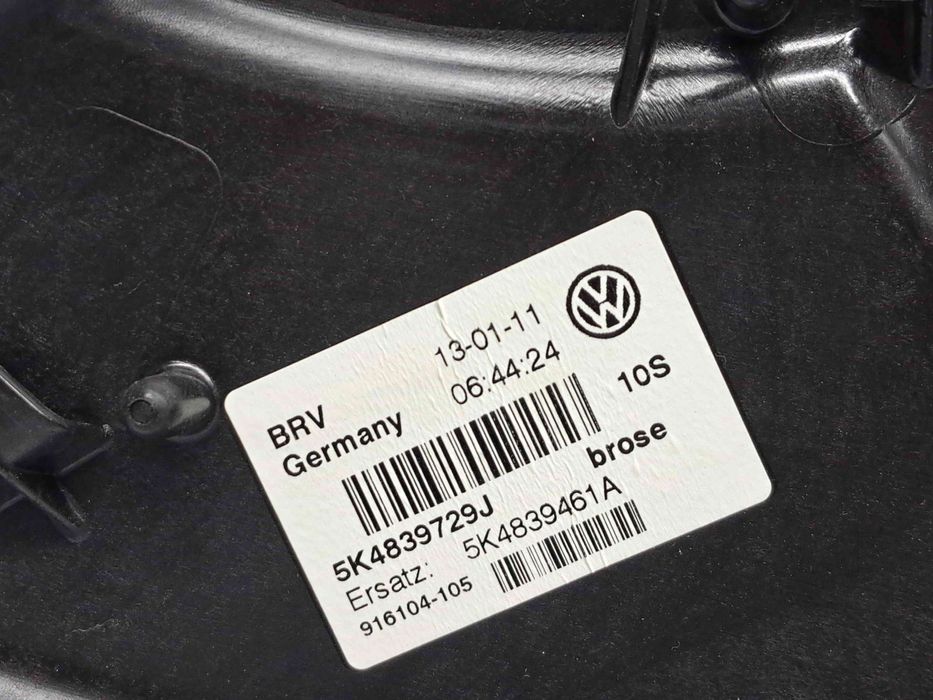 13-01-11
06:44:24
10S
BRV
Germany
brose
5K4839729J
Ersatz: 5K4839461A
916104-105